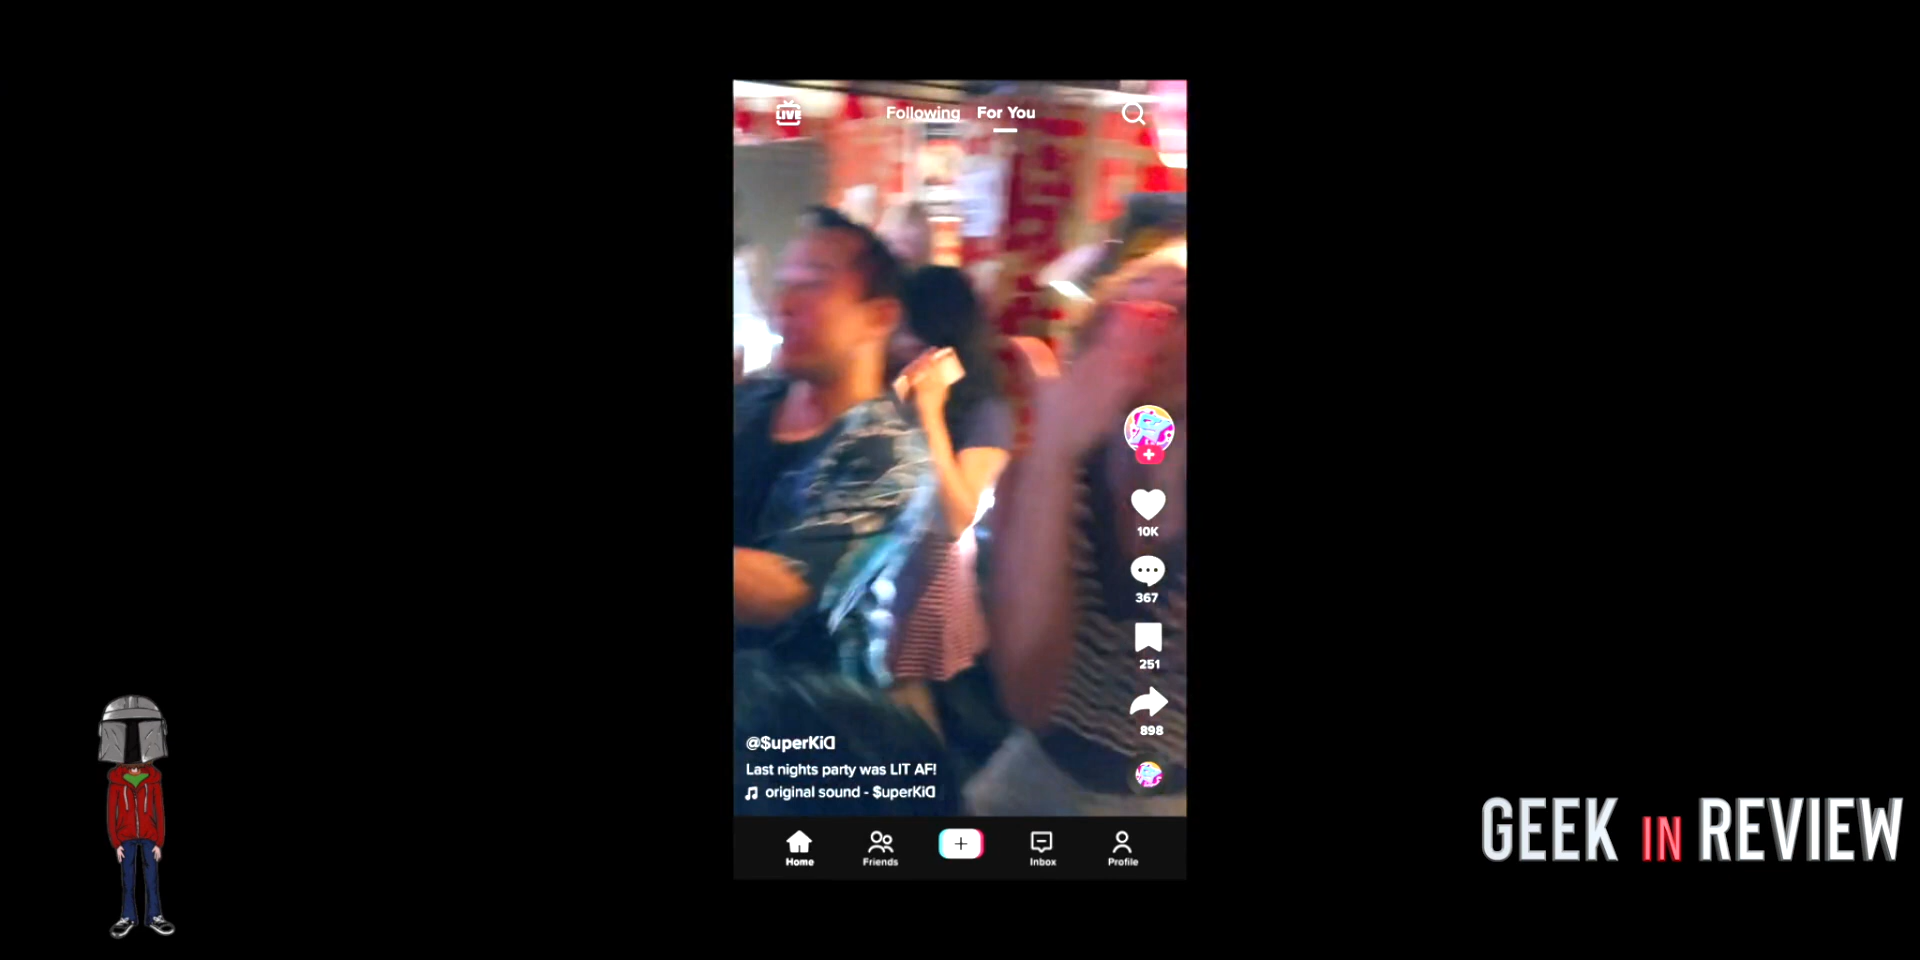 LIVE
Following For You
10K
367
251
898
@$uperKiD
Last nights party was LIT AF!
original sound - $uperKiD
Home Friends Inbox Profile
GEEK IN REVIEW